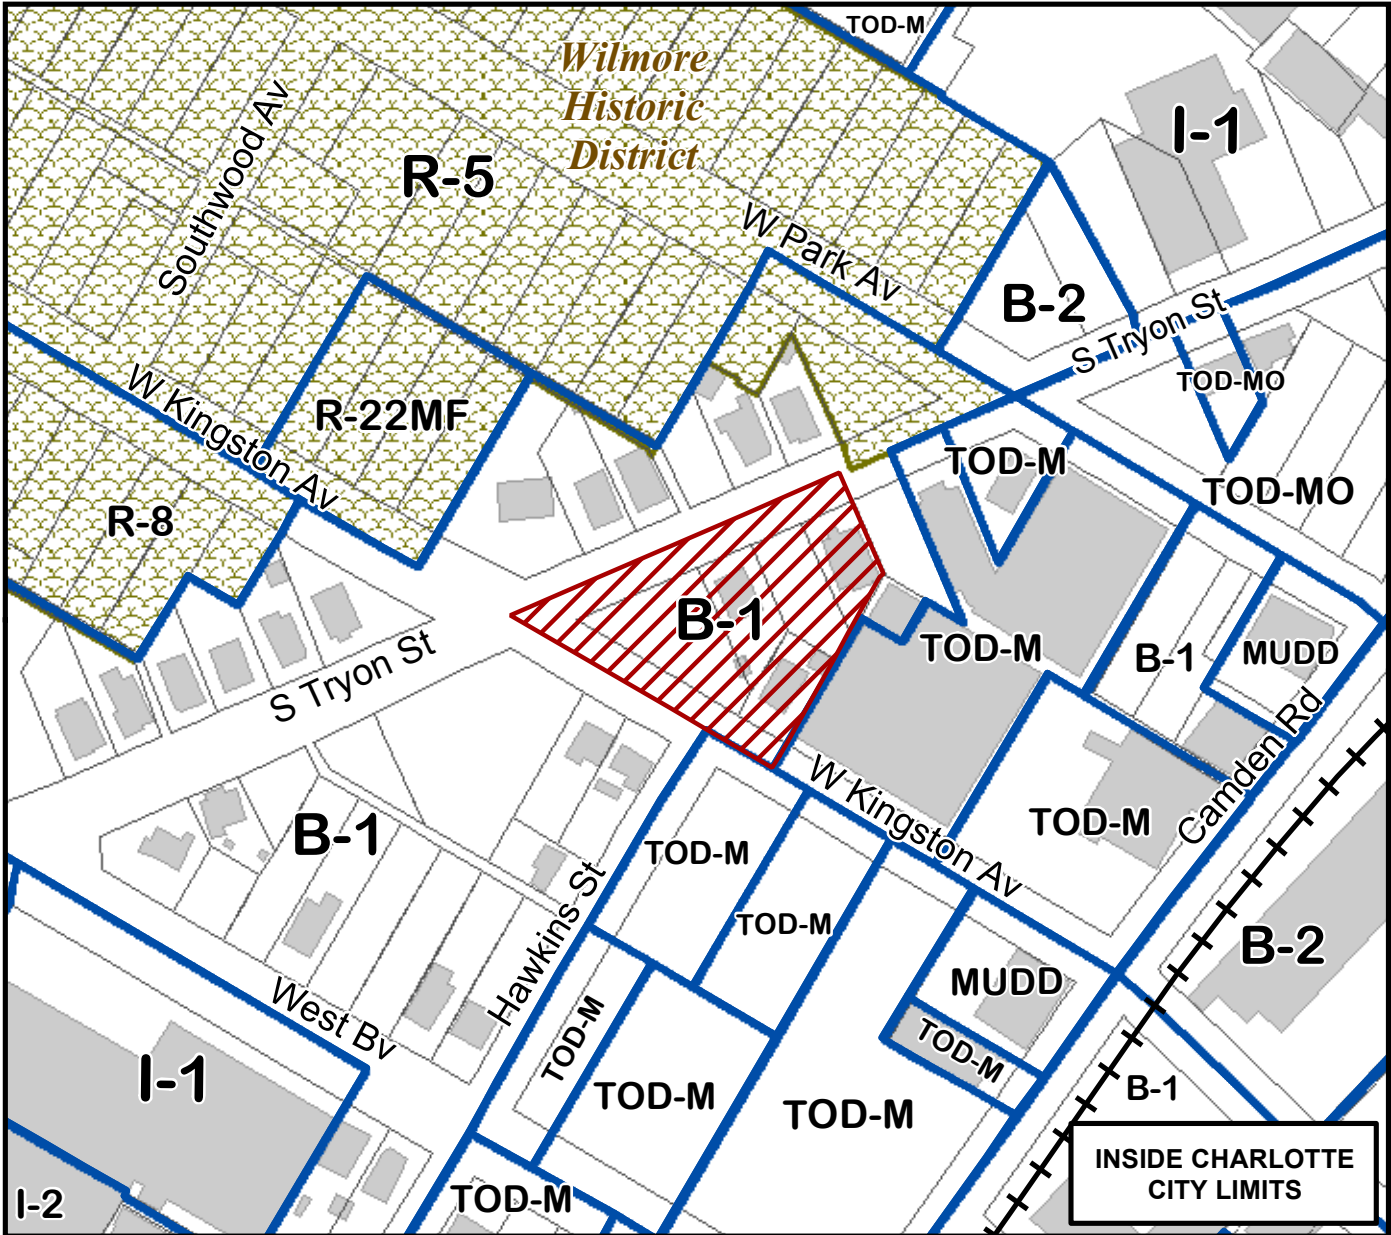 TOD-M
Wilmore
Historic
District
I-1
Southwood Av
R-5
W Park Av
B-2
S Tryon St
TOD-MO
W Kingston Av
R-22MF
TOD-M
TOD-MO
R-8
B-1
TOD-M
B-1
MUDD
S Tryon St
Camden Rd
W Kingston Av
TOD-M
B-1
TOD-M
Hawkins St
TOD-M
B-2
MUDD
West Bv
TOD-M
TOD-M
I-1
TOD-M
TOD-M
B-1
I-2
TOD-M
INSIDE CHARLOTTE
CITY LIMITS